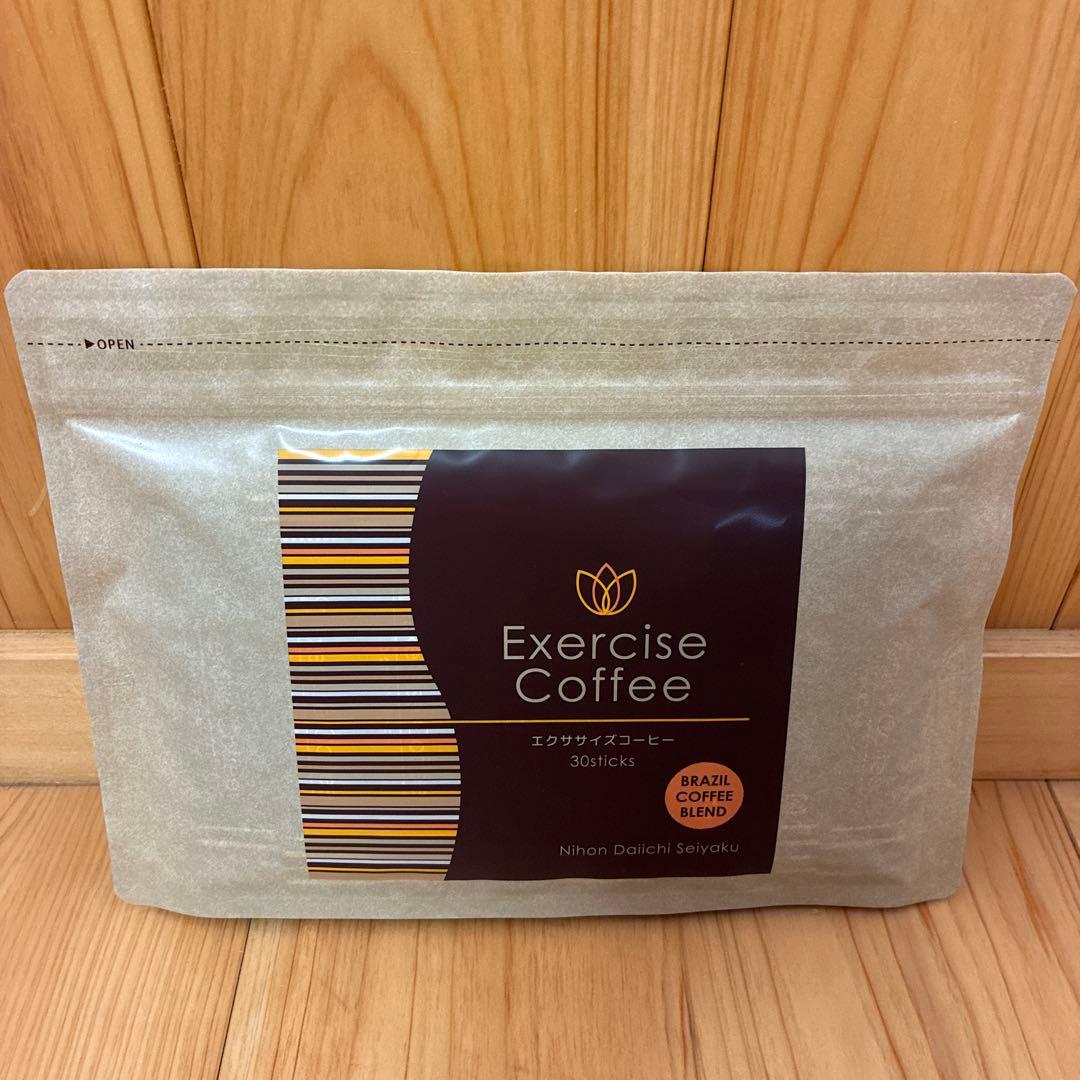 ▶OPEN
Exercise
Coffee
エクササイズコーヒー
30sticks
BRAZIL
COFFEE
BLEND
Nihon Daiichi Seiyaku